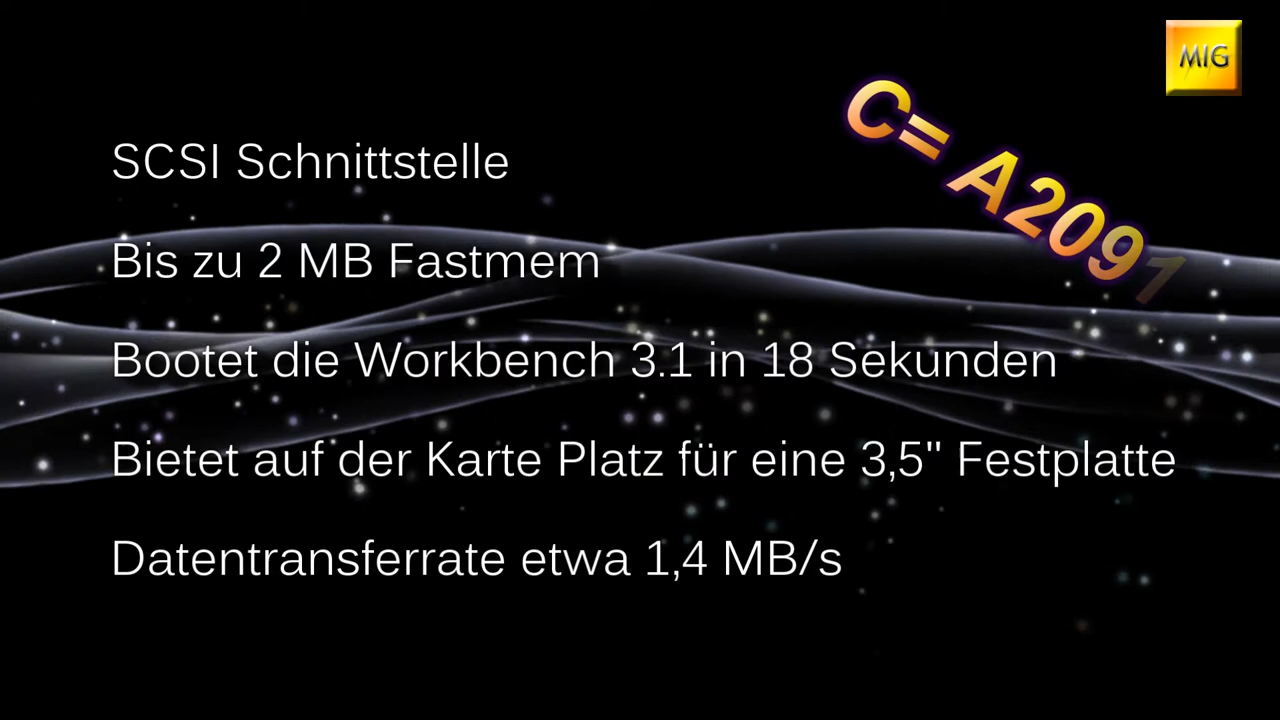 MIG
C= A2091
SCSI Schnittstelle
Bis zu 2 MB Fastmem
Bootet die Workbench 3.1 in 18 Sekunden
Bietet auf der Karte Platz für eine 3,5" Festplatte
Datentransferrate etwa 1,4 MB/s